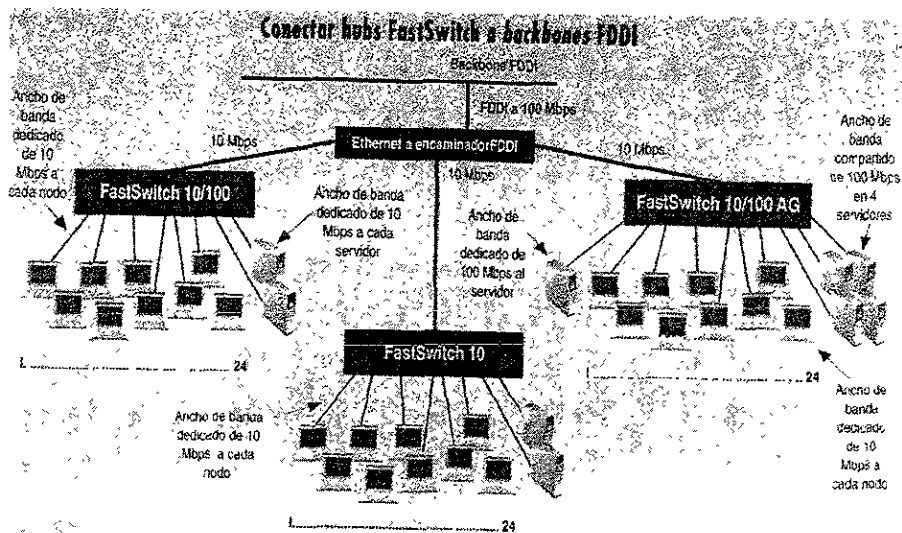 Conectar hubs FastSwitch a backbones FDDI
Backbone FDDI
FDDI a 100 Mbps
Ancho de
banda
dedicado
de 10
Mbps a
cada nodo
10 Mbps
Ethernet a encaminador FDDI
10 Mbps
10 Mbps
Ancho de
banda
compartido
de 100 Mbps
en 4
servidores
FastSwitch 10/100
Ancho de banda
dedicado de 10
Mbps a cada
servidor
Ancho de
banda
dedicado de
100 Mbps al
servidor
FastSwitch 10/100 AG
24
FastSwitch 10
24
Ancho de banda
dedicado de 10
Mbps a cada
nodo
Ancho de
banda
dedicado
de 10
Mbps a
cada nodo
24